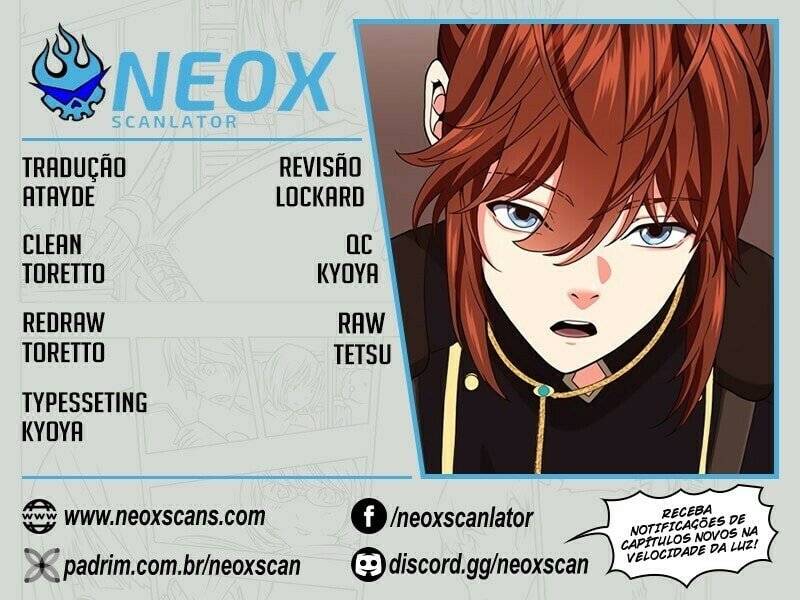 NEOX
SCANLATOR
TRADUÇÃO
ATAYDE
REVISÃO
LOCKARD
CLEAN
TORETTO
QC
KYOYA
REDRAW
TORETTO
RAW
TETSU
TYPESSETING
KYOYA
www.neoxscans.com
/neoxscanlator
padrim.com.br/neoxscan
discord.gg/neoxscan
RECEBA
NOTIFICAÇÕES DE
CAPÍTULOS NOVOS NA
VELOCIDADE DA LUZ!